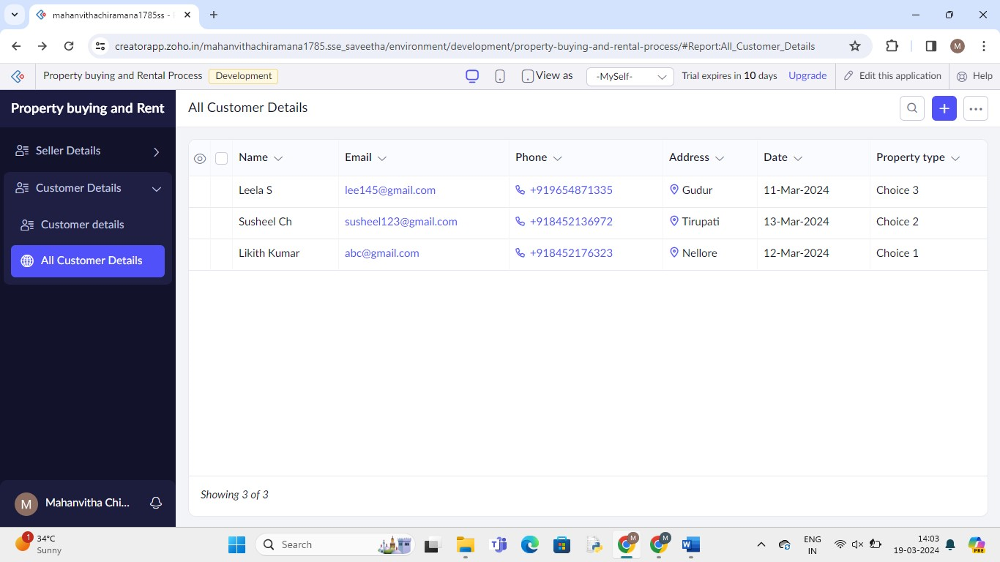 mahanvithachiramana1785ss -
creatorapp.zoho.in/mahanvithachiramana1785.sse_saveetha/environment/development/property-buying-and-rental-process/#Report:All_Customer_Details
M
Property buying and Rental Process Development View as -MySelf- Trial expires in 10 days Upgrade Edit this application Help
Property buying and Rent
All Customer Details
Seller Details
Customer Details
Customer details
All Customer Details
Name Email Phone Address Date Property type
Leela S lee145@gmail.com +919654871335 Gudur 11-Mar-2024 Choice 3
Susheel Ch susheel123@gmail.com +918452136972 Tirupati 13-Mar-2024 Choice 2
Likith Kumar abc@gmail.com +918452176323 Nellore 12-Mar-2024 Choice 1
Showing 3 of 3
M Mahanvitha Chi...
1 34°C
Sunny
Search
M M
W
ENG
IN
14:03
19-03-2024
PRE